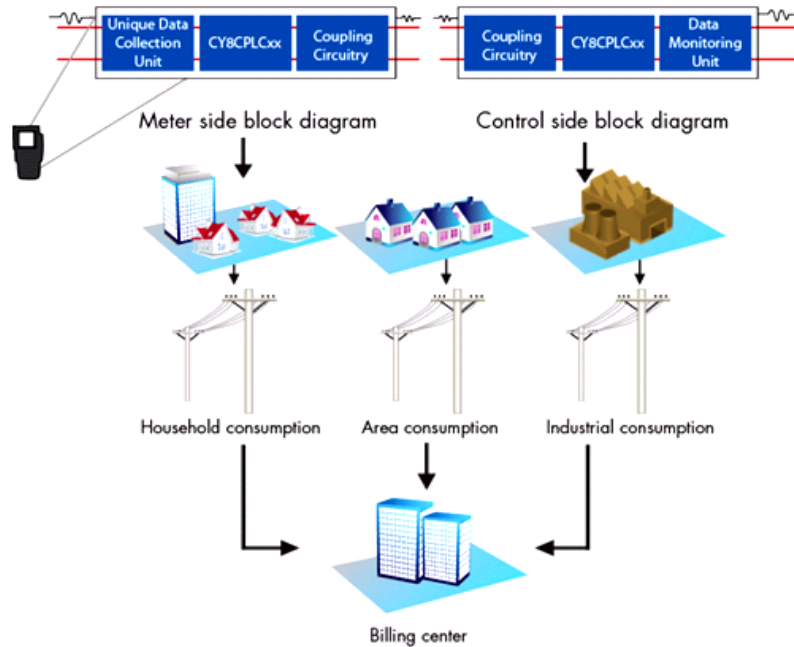 Unique Data
Collection
Unit
CY8CPLCxx
Coupling
Circuitry
Coupling
Circuitry
CY8CPLCxx
Data
Monitoring
Unit
Meter side block diagram
Control side block diagram
Household consumption
Area consumption
Industrial consumption
Billing center